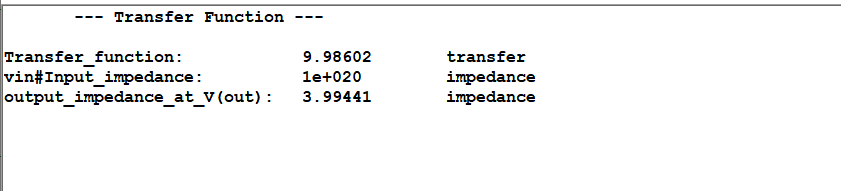 --- Transfer Function ---
Transfer_function: 9.98602 transfer
vin#Input_impedance: 1e+020 impedance
output_impedance_at_V(out): 3.99441 impedance